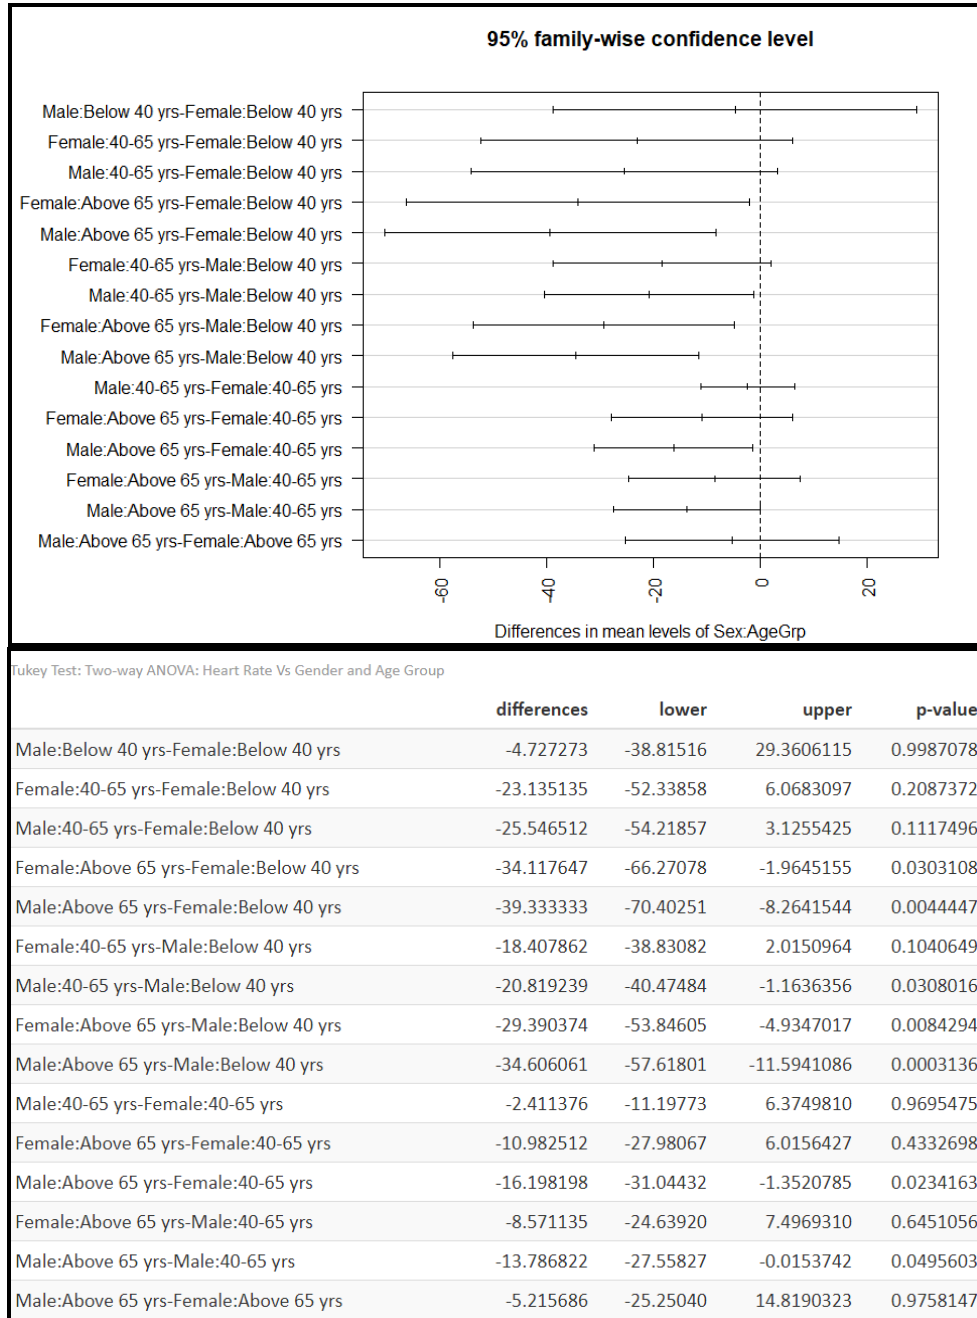 95% family-wise confidence level
Male:Below 40 yrs-Female:Below 40 yrs
Female:40-65 yrs-Female:Below 40 yrs
Male:40-65 yrs-Female:Below 40 yrs
Female:Above 65 yrs-Female:Below 40 yrs
Male:Above 65 yrs-Female:Below 40 yrs
Female:40-65 yrs-Male:Below 40 yrs
Male:40-65 yrs-Male:Below 40 yrs
Female:Above 65 yrs-Male:Below 40 yrs
Male:Above 65 yrs-Male:Below 40 yrs
Male:40-65 yrs-Female:40-65 yrs
Female:Above 65 yrs-Female:40-65 yrs
Male:Above 65 yrs-Female:40-65 yrs
Female:Above 65 yrs-Male:40-65 yrs
Male:Above 65 yrs-Male:40-65 yrs
Male:Above 65 yrs-Female:Above 65 yrs
-60 -40 -20 0 20
Differences in mean levels of Sex:AgeGrp
Tukey Test: Two-way ANOVA: Heart Rate Vs Gender and Age Group
differences lower upper p-value
Male:Below 40 yrs-Female:Below 40 yrs -4.727273 -38.81516 29.3606115 0.9987078
Female:40-65 yrs-Female:Below 40 yrs -23.135135 -52.33858 6.0683097 0.2087372
Male:40-65 yrs-Female:Below 40 yrs -25.546512 -54.21857 3.1255425 0.1117496
Female:Above 65 yrs-Female:Below 40 yrs -34.117647 -66.27078 -1.9645155 0.0303108
Male:Above 65 yrs-Female:Below 40 yrs -39.333333 -70.40251 -8.2641544 0.0044447
Female:40-65 yrs-Male:Below 40 yrs -18.407862 -38.83082 2.0150964 0.1040649
Male:40-65 yrs-Male:Below 40 yrs -20.819239 -40.47484 -1.1636356 0.0308016
Female:Above 65 yrs-Male:Below 40 yrs -29.390374 -53.84605 -4.9347017 0.0084294
Male:Above 65 yrs-Male:Below 40 yrs -34.606061 -57.61801 -11.5941086 0.0003136
Male:40-65 yrs-Female:40-65 yrs -2.411376 -11.19773 6.3749810 0.9695475
Female:Above 65 yrs-Female:40-65 yrs -10.982512 -27.98067 6.0156427 0.4332698
Male:Above 65 yrs-Female:40-65 yrs -16.198198 -31.04432 -1.3520785 0.0234163
Female:Above 65 yrs-Male:40-65 yrs -8.571135 -24.63920 7.4969310 0.6451056
Male:Above 65 yrs-Male:40-65 yrs -13.786822 -27.55827 -0.0153742 0.0495603
Male:Above 65 yrs-Female:Above 65 yrs -5.215686 -25.25040 14.8190323 0.9758147